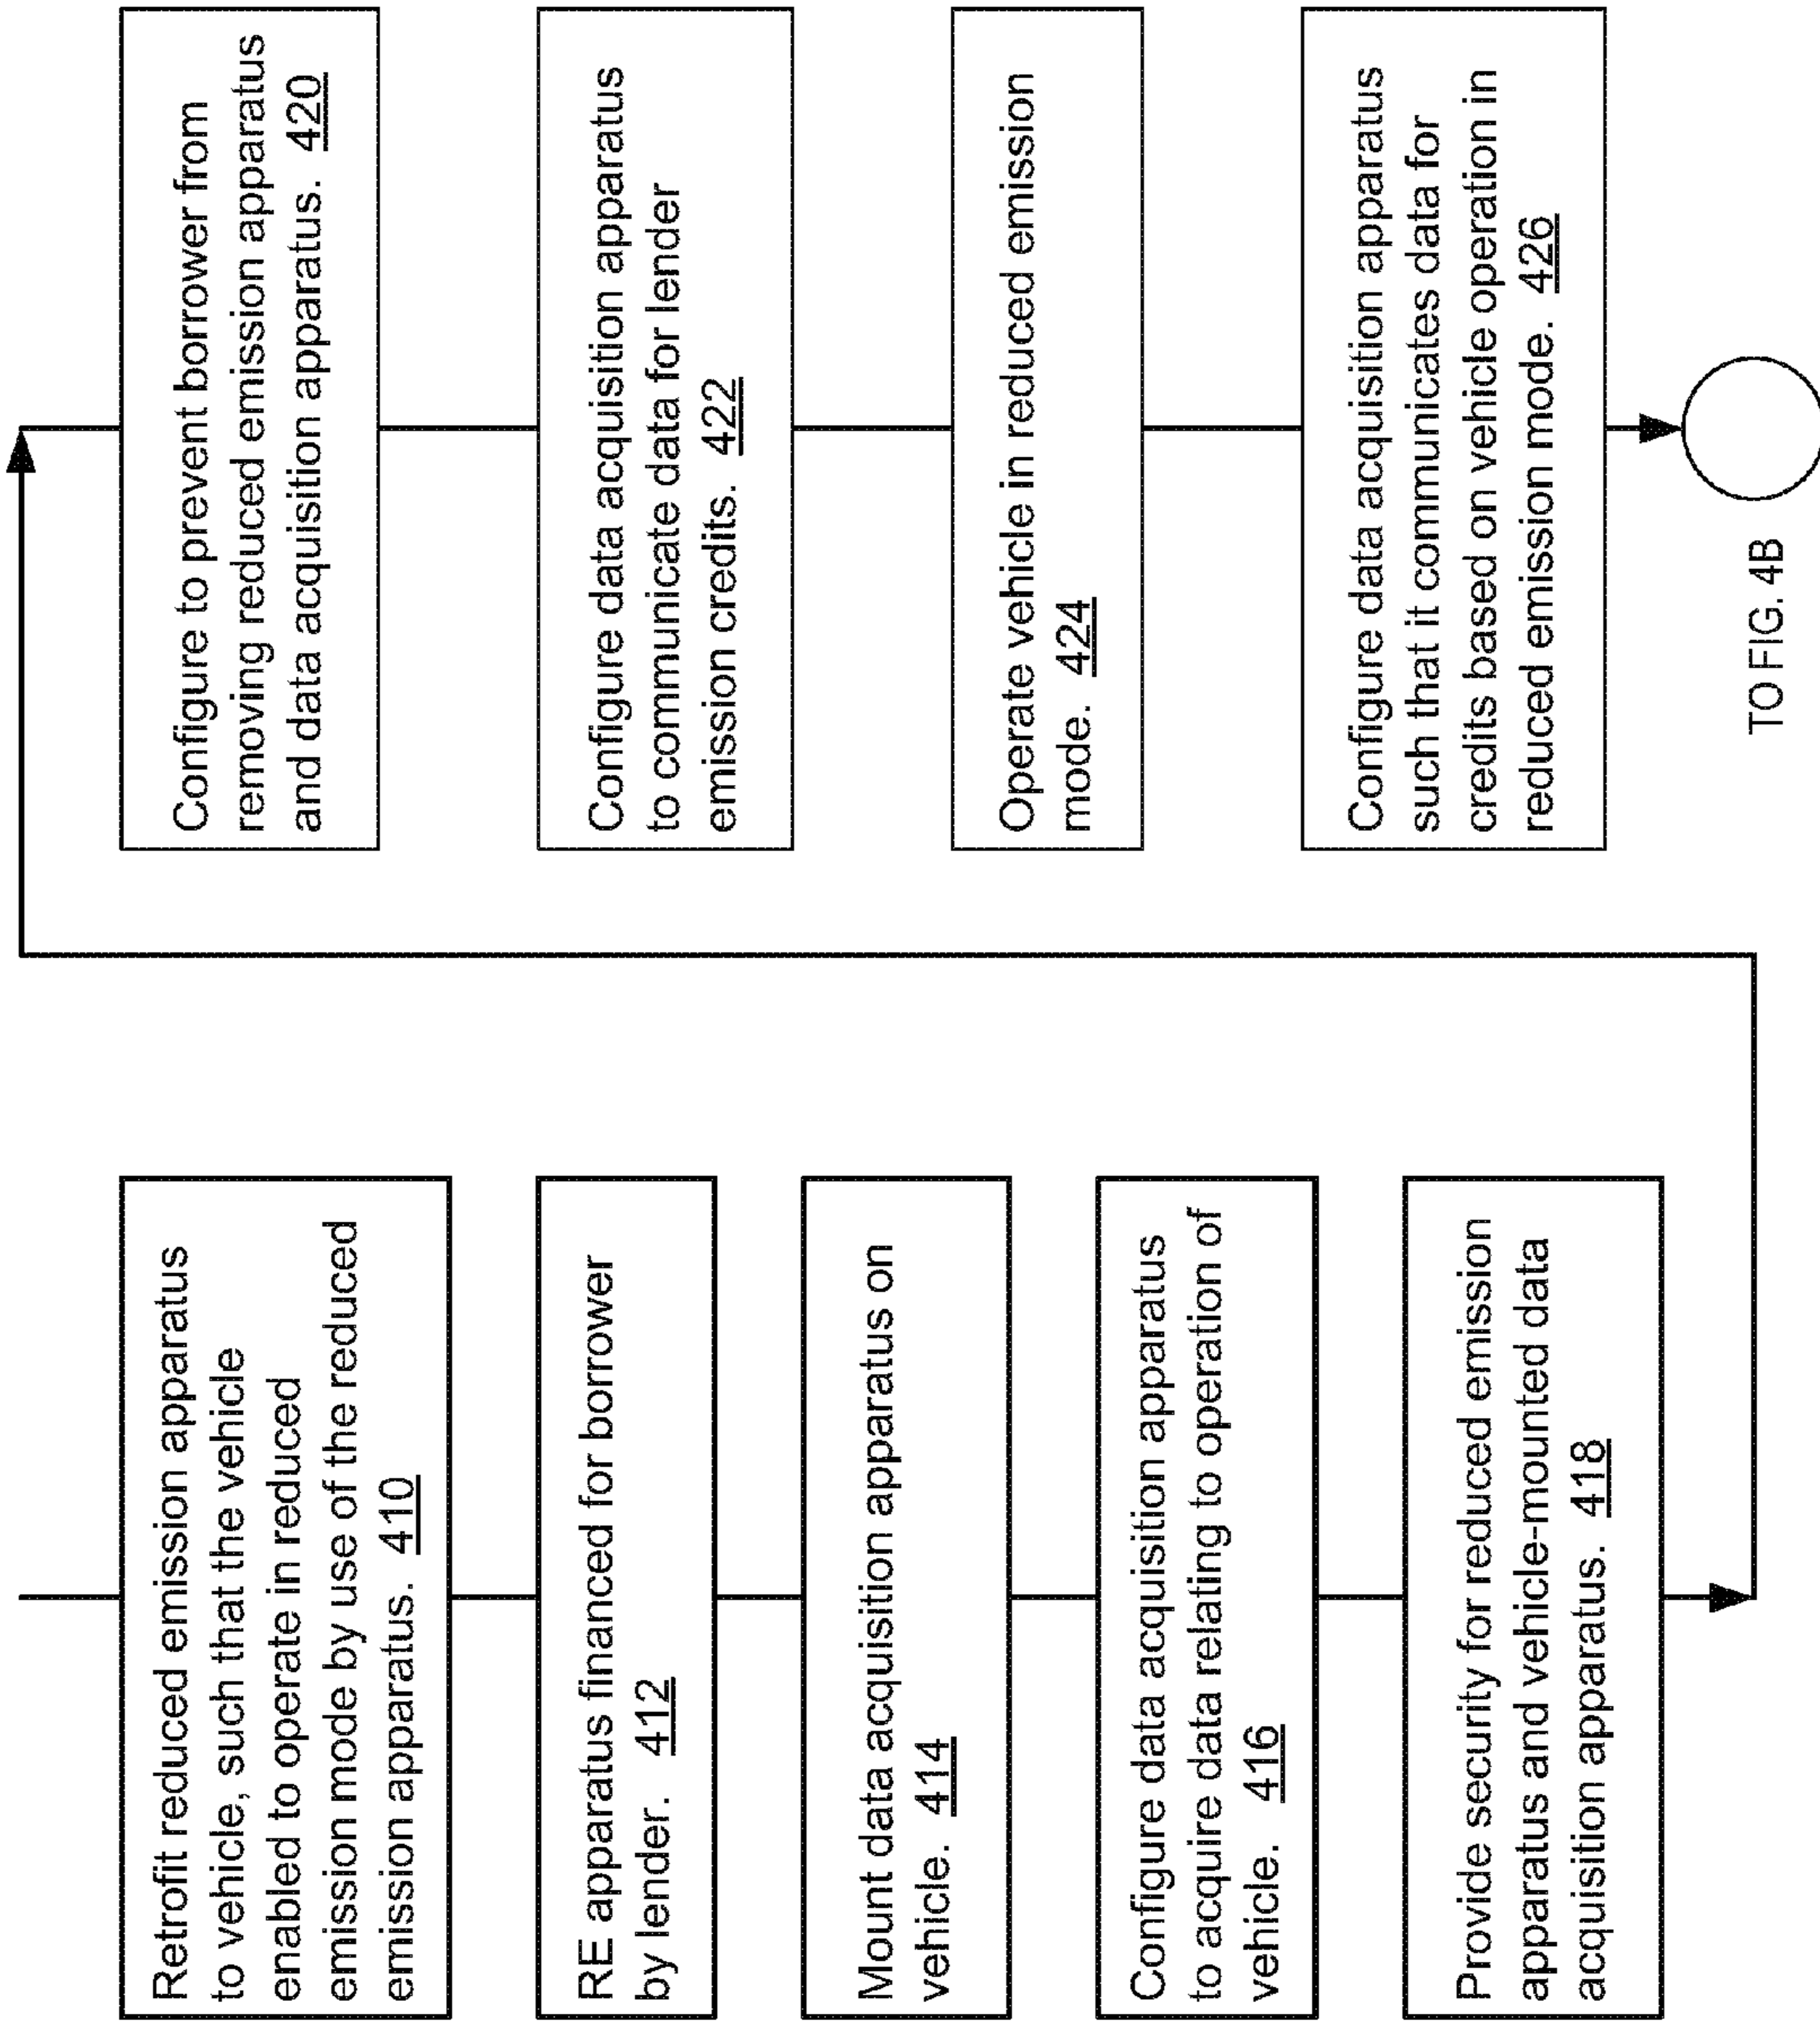 Retrofit reduced emission apparatus
to vehicle, such that the vehicle
enabled to operate in reduced
emission mode by use of the reduced
emission apparatus. 410
RE apparatus financed for borrower
by lender. 412
Mount data acquisition apparatus on
vehicle. 414
Configure data acquisition apparatus
to acquire data relating to operation of
vehicle. 416
Provide security for reduced emission
apparatus and vehicle-mounted data
acquisition apparatus. 418
Configure to prevent borrower from
removing reduced emission apparatus
and data acquisition apparatus. 420
Configure data acquisition apparatus
to communicate data for lender
emission credits. 422
Operate vehicle in reduced emission
mode. 424
Configure data acquisition apparatus
such that it communicates data for
credits based on vehicle operation in
reduced emission mode. 426
TO FIG. 4B